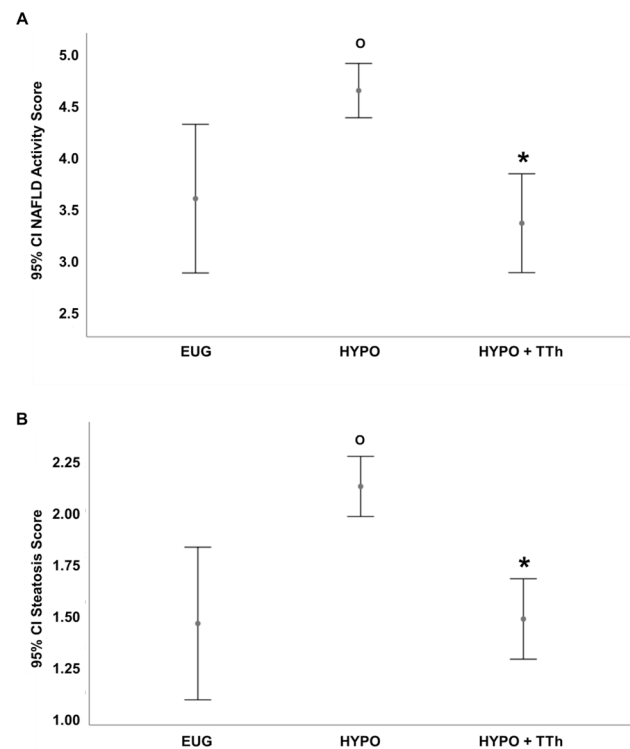 A
95% CI NAFLD Activity Score
5.0
4.5
4.0
3.5
3.0
2.5
O
*
EUG HYPO HYPO + TTh
B
95% CI Steatosis Score
2.25
2.00
1.75
1.50
1.25
1.00
O
*
EUG HYPO HYPO + TTh